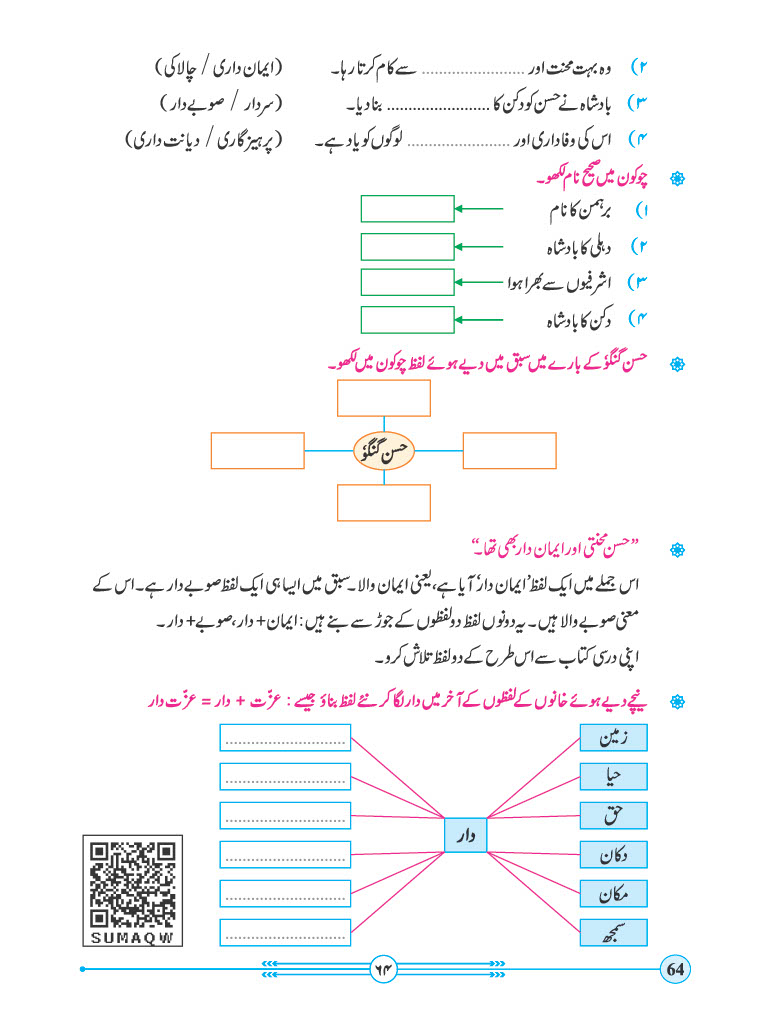 ۲) وہ بہت محنت اور ........................ سے کام کرتا رہا۔ (ایمان داری / چالاکی)
۳) بادشاہ نے حسن کو دکن کا ........................ بنا دیا۔ (سردار / صوبے دار)
۴) اس کی وفاداری اور ........................ لوگوں کو یاد ہے۔ (پرہیزگاری / دیانت داری)
چوکون میں صحیح نام لکھو۔
۱) برہمن کا نام
۲) دہلی کا بادشاہ
۳) اشرفیوں سے بھرا ہوا
۴) دکن کا بادشاہ
حسن گنگوٗ کے بارے میں سبق میں دیے ہوئے لفظ چوکون میں لکھو۔
حسن گنگوٗ
”حسن محنتی اور ایمان دار بھی تھا۔“
اس جملے میں ایک لفظ ’ایمان دار‘ آیا ہے، یعنی ایمان والا۔ سبق میں ایسا ہی ایک لفظ صوبے دار ہے۔ اس کے
معنی صوبے والا ہیں۔ یہ دونوں لفظ دو لفظوں کے جوڑ سے بنے ہیں: ایمان + دار، صوبے + دار۔
اپنی درسی کتاب سے اس طرح کے دو لفظ تلاش کرو۔
نیچے دیے ہوئے خانوں کے لفظوں کے آخر میں دار لگا کر نئے لفظ بناؤ جیسے : عزّت + دار = عزّت دار
زمین ............................
حیا ............................
حق ............................
دار
دکان ............................
مکان ............................
سمجھ ............................
SUMAQW
۶۴
64